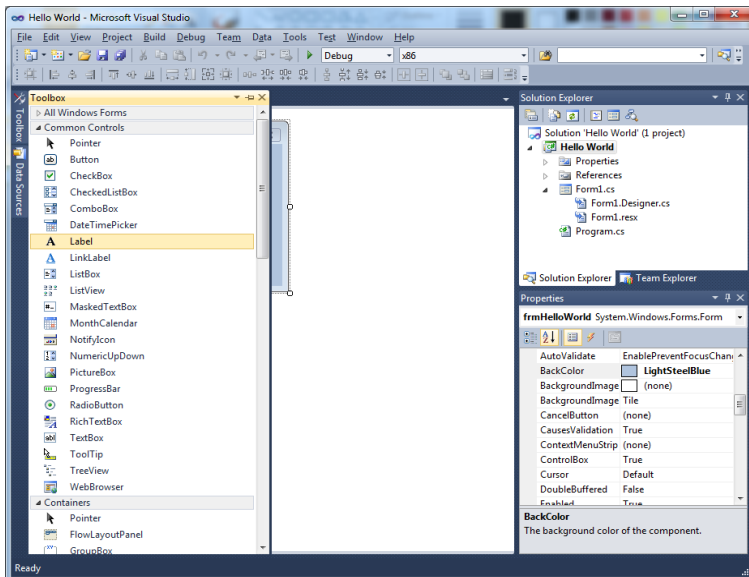 Hello World - Microsoft Visual Studio
File Edit View Project Build Debug Team Data Tools Test Window Help
Debug x86
Toolbox
Data Sources
Toolbox
All Windows Forms
Common Controls
Pointer
Button
CheckBox
CheckedListBox
ComboBox
DateTimePicker
Label
LinkLabel
ListBox
ListView
MaskedTextBox
MonthCalendar
NotifyIcon
NumericUpDown
PictureBox
ProgressBar
RadioButton
RichTextBox
TextBox
ToolTip
TreeView
WebBrowser
Containers
Pointer
FlowLayoutPanel
GroupBox
Solution Explorer
Solution 'Hello World' (1 project)
Hello World
Properties
References
Form1.cs
Form1.Designer.cs
Form1.resx
Program.cs
Solution Explorer Team Explorer
Properties
frmHelloWorld System.Windows.Forms.Form
AutoValidate EnablePreventFocusChan
BackColor LightSteelBlue
BackgroundImage (none)
BackgroundImage Tile
CancelButton (none)
CausesValidation True
ContextMenuStrip (none)
ControlBox True
Cursor Default
DoubleBuffered False
Enabled True
BackColor
The background color of the component.
Ready